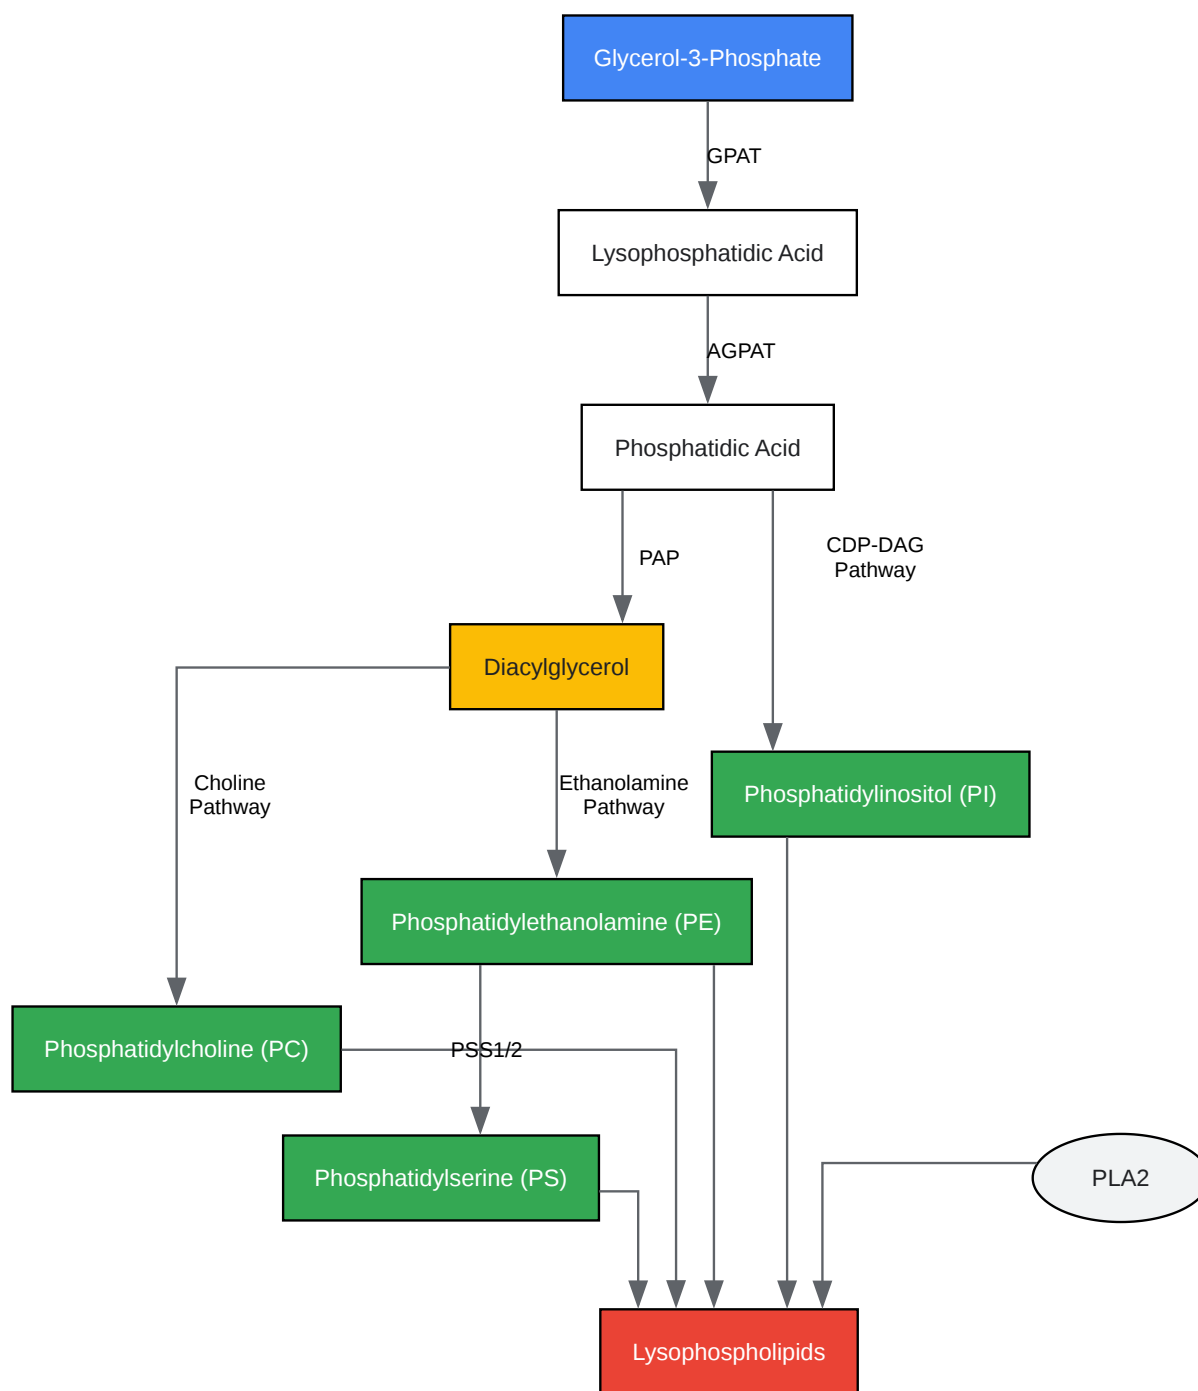 Glycerol-3-Phosphate
GPAT
Lysophosphatidic Acid
AGPAT
Phosphatidic Acid
PAP
CDP-DAG
Pathway
Diacylglycerol
Choline
Pathway
Ethanolamine
Pathway
Phosphatidylinositol (PI)
Phosphatidylethanolamine (PE)
Phosphatidylcholine (PC)
PSS1/2
Phosphatidylserine (PS)
PLA2
Lysophospholipids